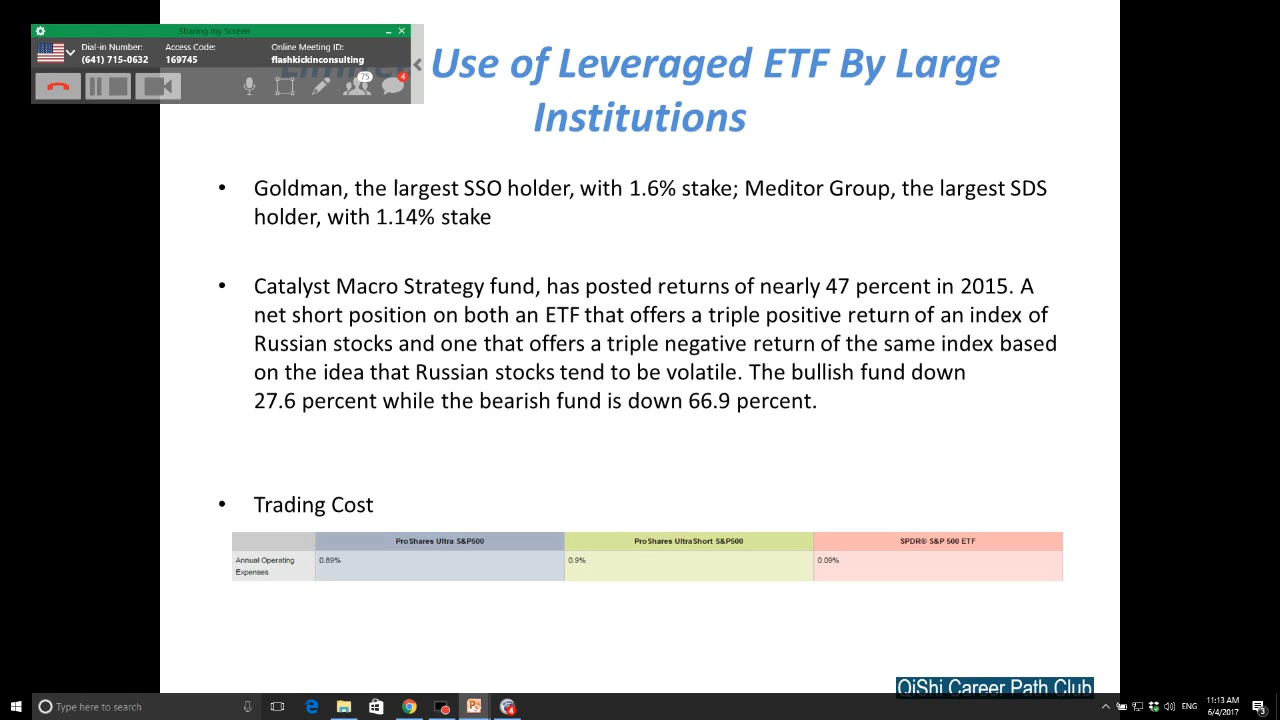 Sharing my Screen
Dial-in Number: Access Code: Online Meeting ID:
(641) 715-0632 169745 flashkickinconsulting
75 4
Use of Leveraged ETF By Large
Institutions
• Goldman, the largest SSO holder, with 1.6% stake; Meditor Group, the largest SDS
holder, with 1.14% stake
• Catalyst Macro Strategy fund, has posted returns of nearly 47 percent in 2015. A
net short position on both an ETF that offers a triple positive return of an index of
Russian stocks and one that offers a triple negative return of the same index based
on the idea that Russian stocks tend to be volatile. The bullish fund down
27.6 percent while the bearish fund is down 66.9 percent.
• Trading Cost
ProShares Ultra S&P500 ProShares UltraShort S&P500 SPDR® S&P 500 ETF
Annual Operating 0.89% 0.9% 0.09%
Expenses
QiShi Career Path Club
Type here to search
ENG
11:13 AM
6/4/2017
3
4